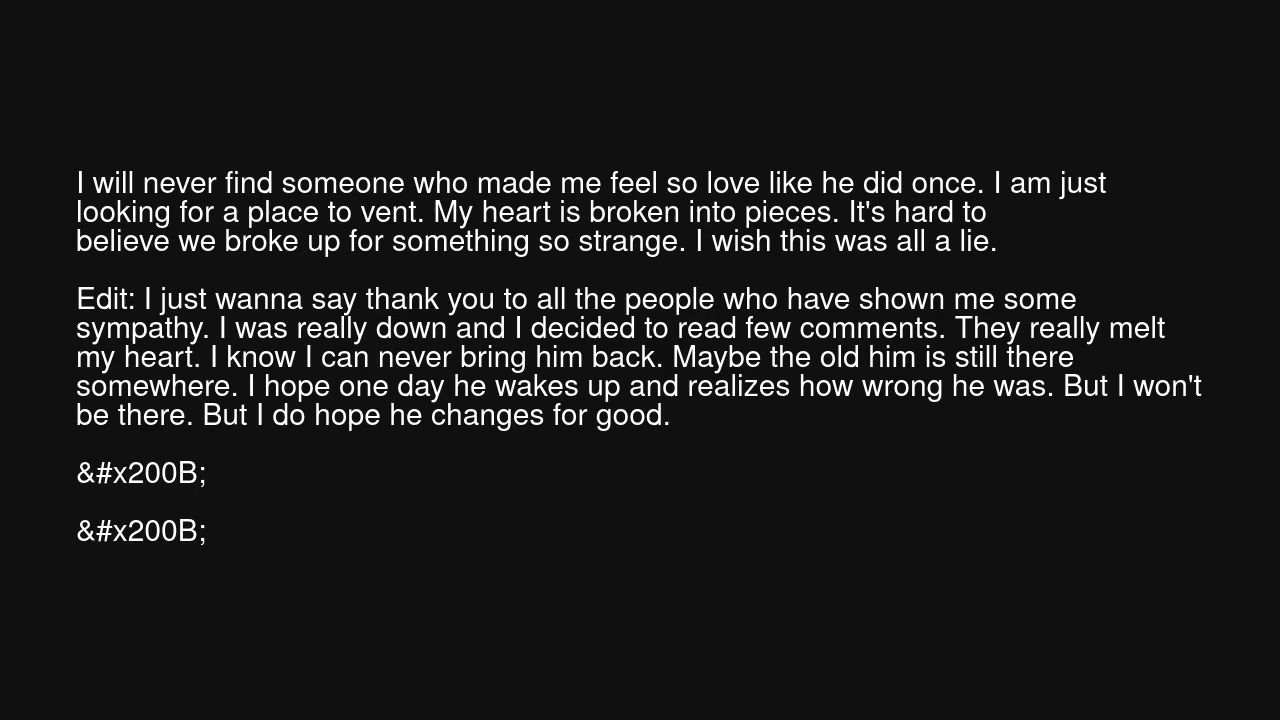 I will never find someone who made me feel so love like he did once. I am just
looking for a place to vent. My heart is broken into pieces. It's hard to
believe we broke up for something so strange. I wish this was all a lie.
Edit: I just wanna say thank you to all the people who have shown me some
sympathy. I was really down and I decided to read few comments. They really melt
my heart. I know I can never bring him back. Maybe the old him is still there
somewhere. I hope one day he wakes up and realizes how wrong he was. But I won't
be there. But I do hope he changes for good.
&#x200B;
&#x200B;